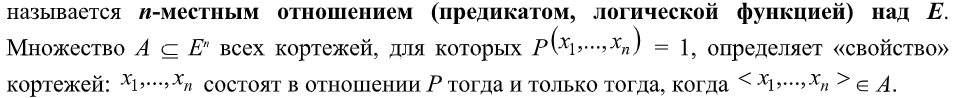 называется n-местным отношением (предикатом, логической функцией) над E.
Множество A ⊆ Eⁿ всех кортежей, для которых P(x₁,...,xₙ) = 1, определяет «свойство»
кортежей: x₁,...,xₙ состоят в отношении P тогда и только тогда, когда < x₁,...,xₙ > ∈ A.